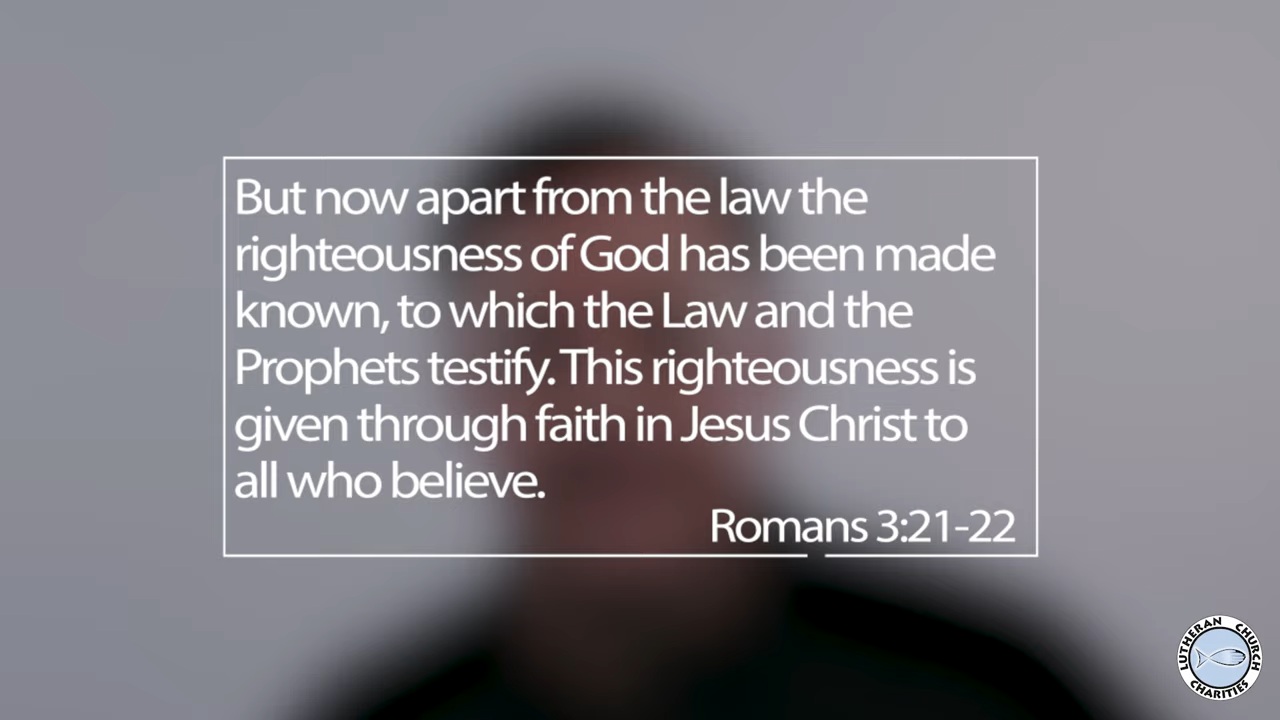 But now apart from the law the
righteousness of God has been made
known, to which the Law and the
Prophets testify. This righteousness is
given through faith in Jesus Christ to
all who believe.
Romans 3:21-22
LUTHERAN CHURCH
CHARITIES